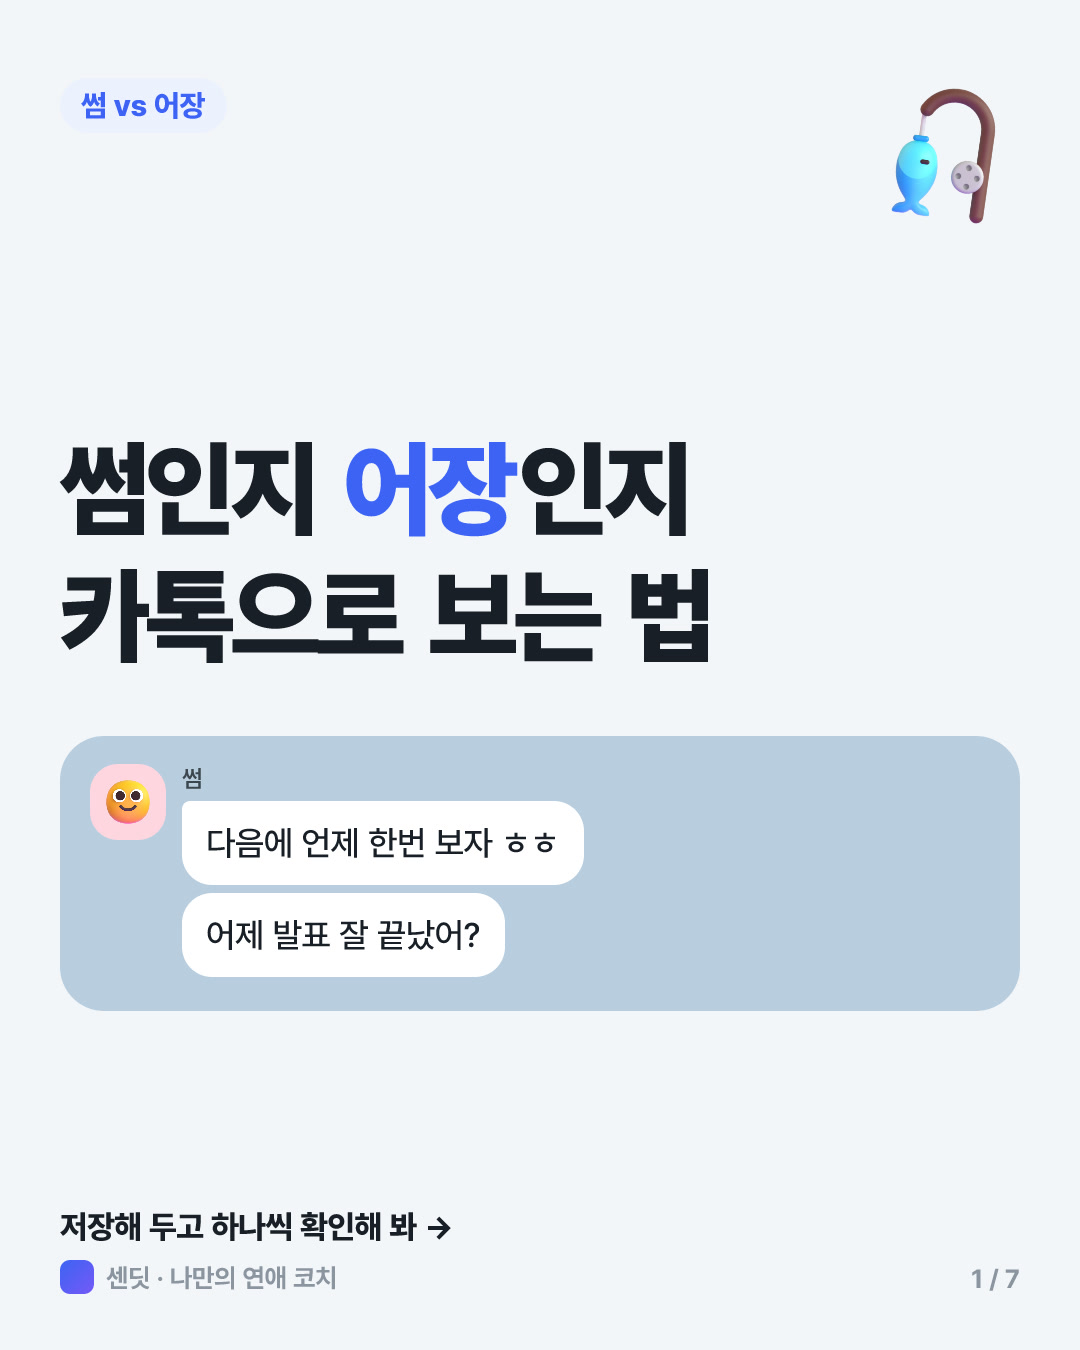 썸 vs 어장
썸인지 어장인지
카톡으로 보는 법
썸
다음에 언제 한번 보자 ㅎㅎ
어제 발표 잘 끝났어?
저장해 두고 하나씩 확인해 봐 →
센딧 · 나만의 연애 코치
1 / 7